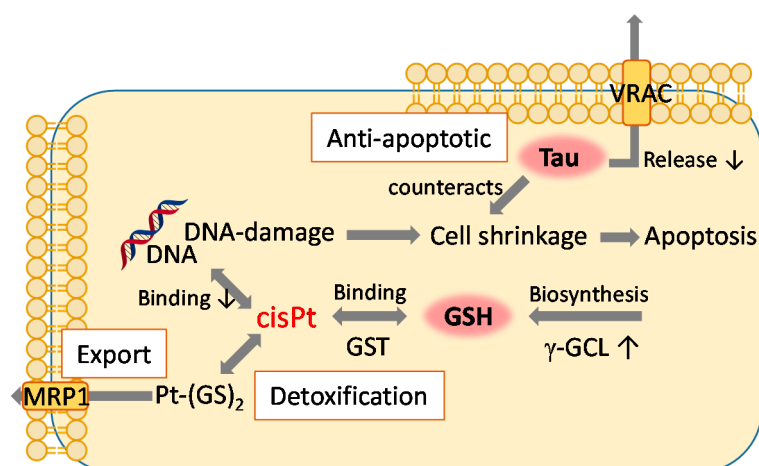 VRAC
Anti-apoptotic
Tau
Release ↓
counteracts
DNA
DNA-damage
Cell shrinkage
Apoptosis
Binding ↓
cisPt
Binding
GST
GSH
Biosynthesis
γ-GCL ↑
Export
MRP1
Pt-(GS)₂
Detoxification